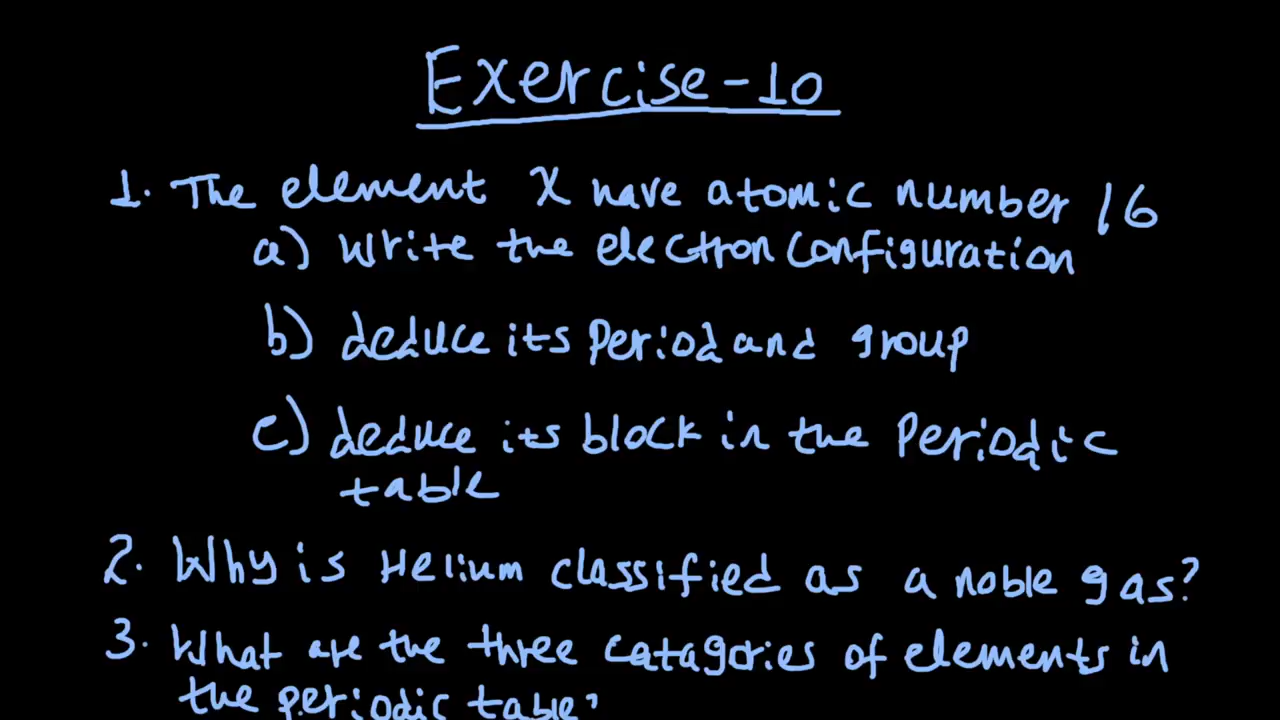 Exercise-10
1. The element X have atomic number 16
a) write the electron configuration
b) deduce its period and group
c) deduce its block in the periodic
table
2. Why is Helium classified as a noble gas?
3. What are the three catagories of elements in
the periodic table?